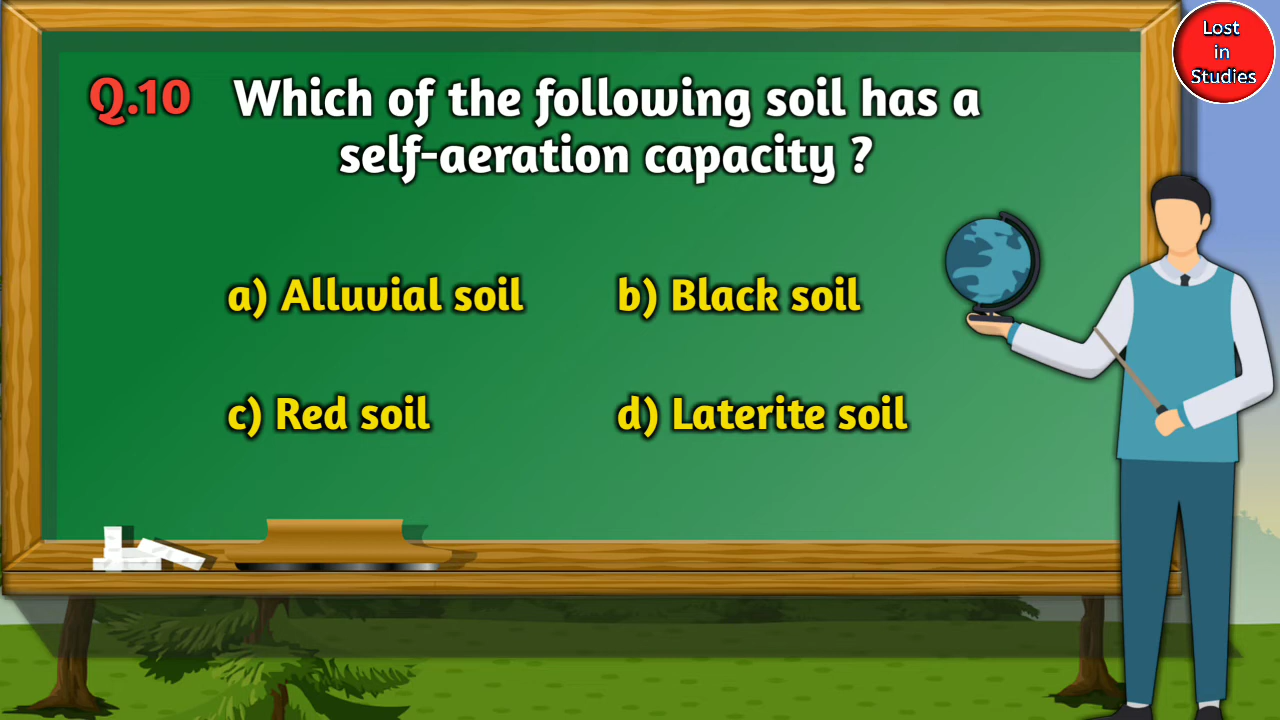 Lost
in
Studies
Q.10 Which of the following soil has a
self-aeration capacity ?
a) Alluvial soil b) Black soil
c) Red soil d) Laterite soil